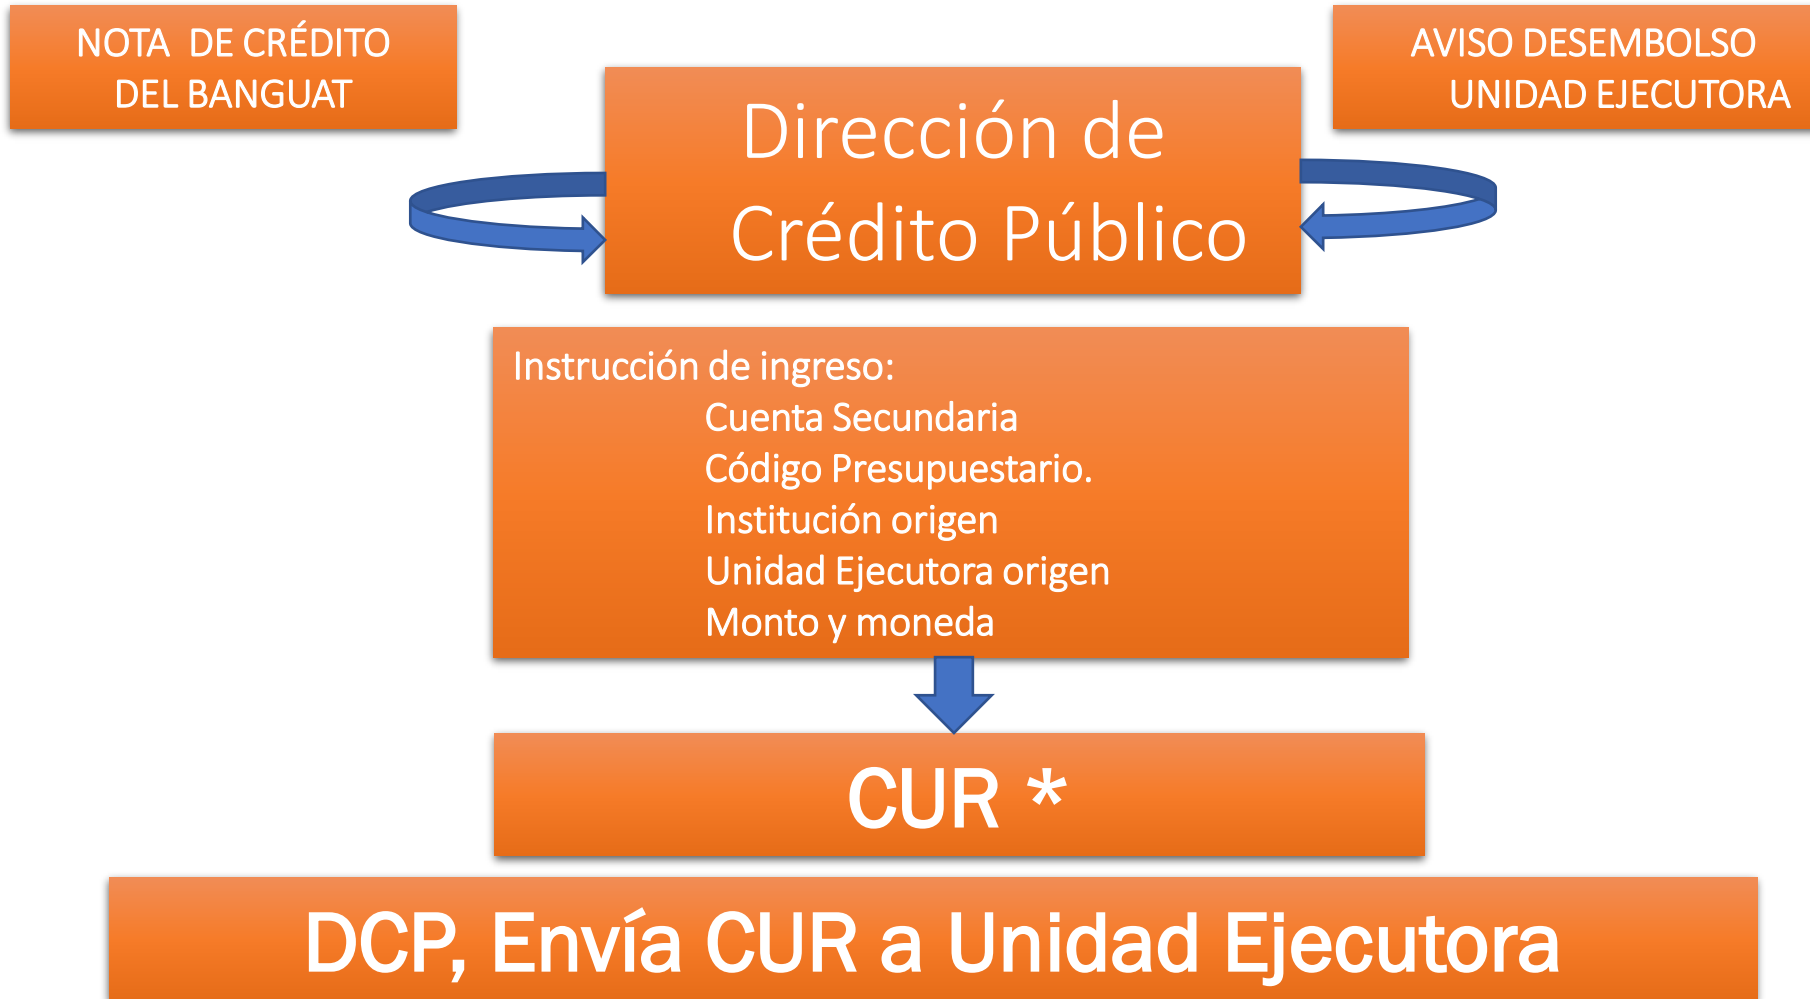 NOTA DE CRÉDITO
DEL BANGUAT
AVISO DESEMBOLSO
UNIDAD EJECUTORA
Dirección de
Crédito Público
Instrucción de ingreso:
Cuenta Secundaria
Código Presupuestario.
Institución origen
Unidad Ejecutora origen
Monto y moneda
CUR *
DCP, Envía CUR a Unidad Ejecutora